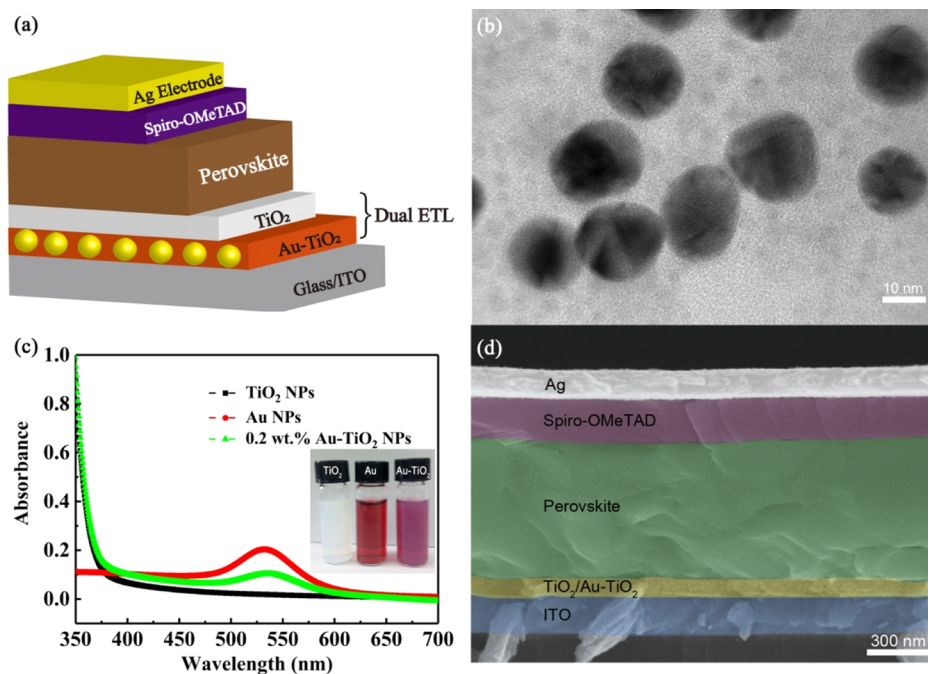 (a)
Ag Electrode
Spiro-OMeTAD
Perovskite
TiO₂
Dual ETL
Au-TiO₂
Glass/ITO
(b)
10 nm
(c)
1.0
0.8
0.6
0.4
0.2
0.0
Absorbance
TiO₂ NPs
Au NPs
0.2 wt.% Au-TiO₂ NPs
TiO₂
Au
Au-TiO₂
350 400 450 500 550 600 650 700
Wavelength (nm)
(d)
Ag
Spiro-OMeTAD
Perovskite
TiO₂/Au-TiO₂
ITO
300 nm